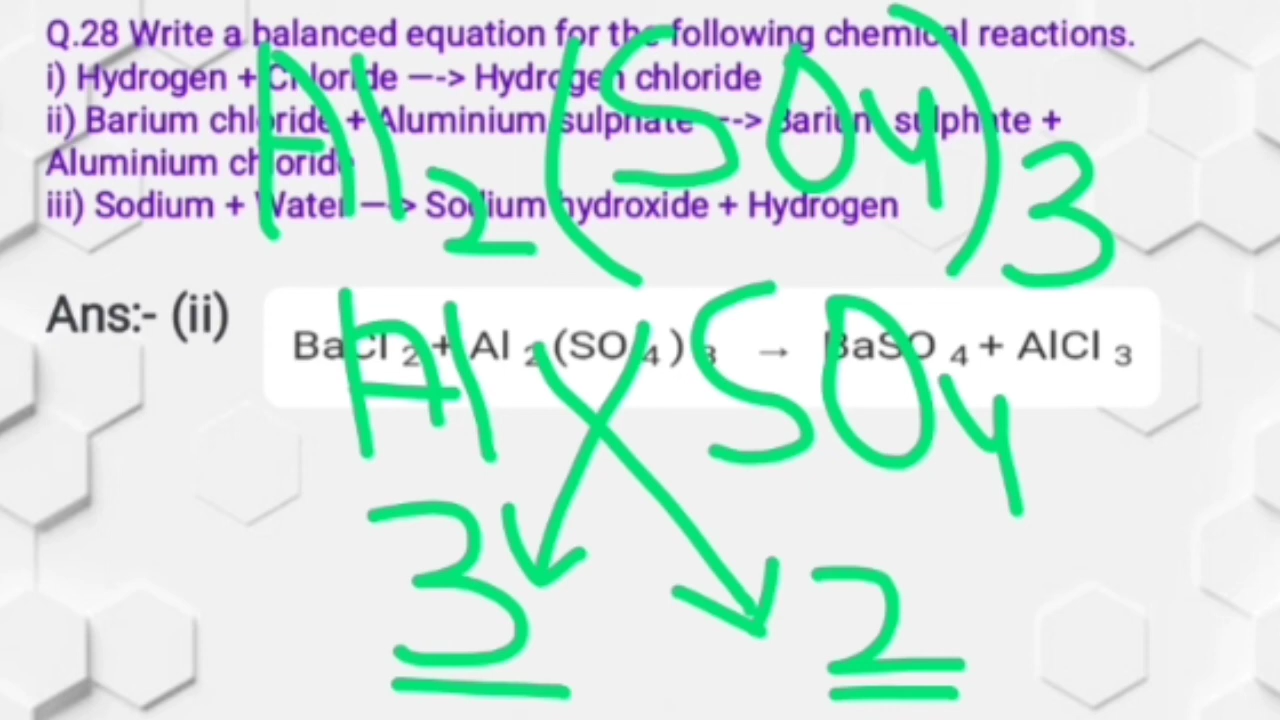 Q.28 Write a balanced equation for the following chemical reactions.
i) Hydrogen + Chloride —-> Hydrogen chloride
ii) Barium chloride + Aluminium sulphate --> Barium sulphate +
Aluminium chloride
iii) Sodium + Water —-> Sodium hydroxide + Hydrogen
Al₂(SO₄)₃
Ans:- (ii)
BaCl ₂ + Al ₂ (SO ₄ ) ₃ → BaSO ₄ + AlCl ₃
Al SO₄
3 2